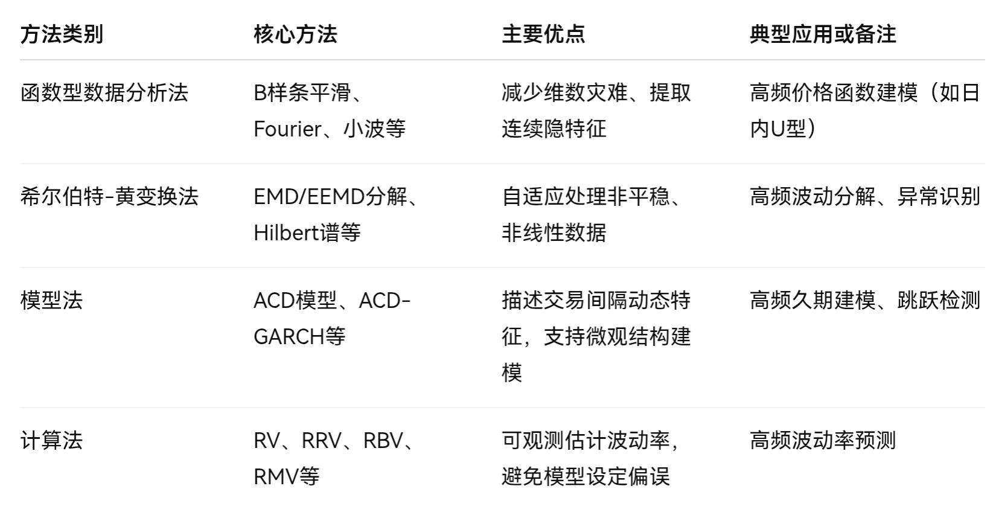 方法类别 核心方法 主要优点 典型应用或备注
函数型数据分析法 B样条平滑、 减少维数灾难、提取 高频价格函数建模（如日
Fourier、小波等 连续隐特征 内U型）
希尔伯特-黄变换法 EMD/EEMD分解、 自适应处理非平稳、 高频波动分解、异常识别
Hilbert谱等 非线性数据
模型法 ACD模型、ACD- 描述交易间隔动态特 高频久期建模、跳跃检测
GARCH等 征，支持微观结构建
模
计算法 RV、RRV、RBV、 可观测估计波动率， 高频波动率预测
RMV等 避免模型设定偏误